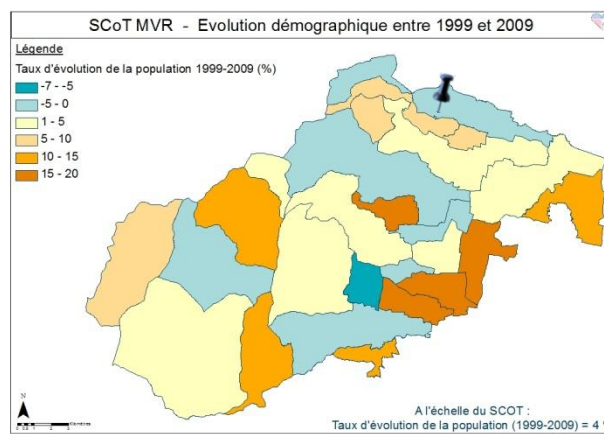 SCoT MVR - Evolution démographique entre 1999 et 2009
Légende
Taux d'évolution de la population 1999-2009 (%)
-7 - -5
-5 - 0
1 - 5
5 - 10
10 - 15
15 - 20
N
A l'échelle du SCOT :
Taux d'évolution de la population (1999-2009) = 4